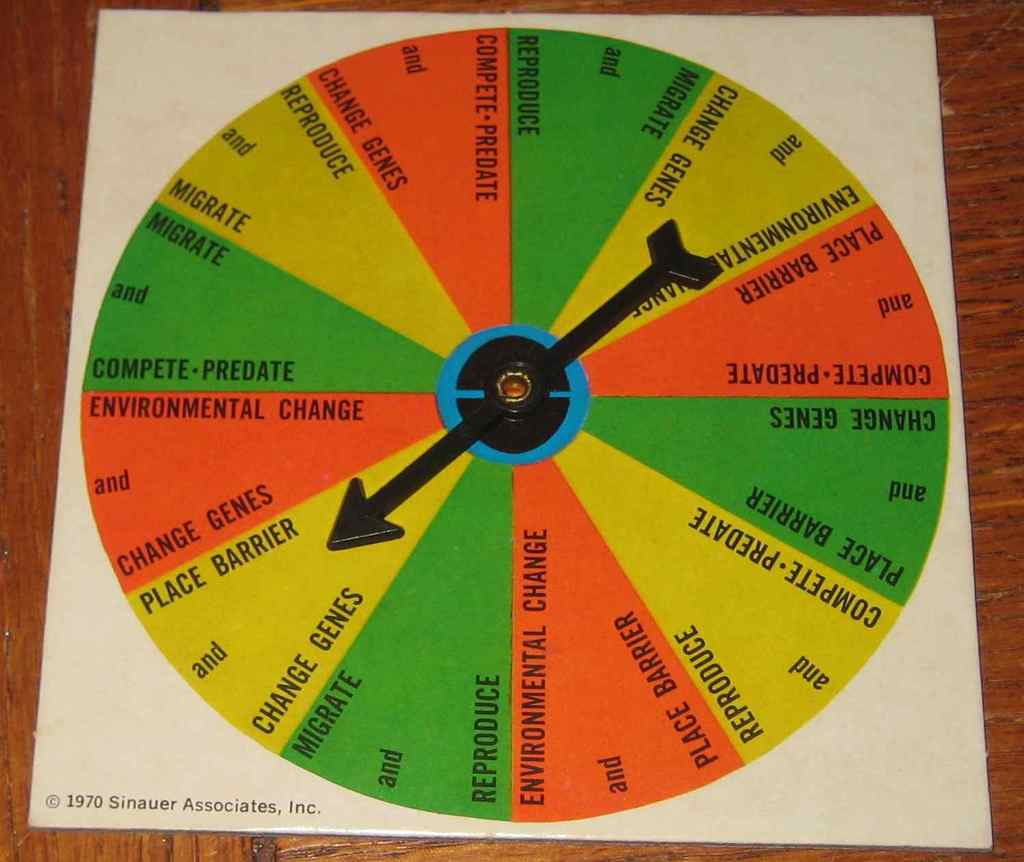 REPRODUCE
and
MIGRATE
CHANGE GENES
and
ENVIRONMENTAL
CHANGE
PLACE BARRIER
and
COMPETE·PREDATE
CHANGE GENES
and
PLACE BARRIER
COMPETE·PREDATE
and
REPRODUCE
PLACE BARRIER
and
ENVIRONMENTAL CHANGE
REPRODUCE
and
MIGRATE
CHANGE GENES
and
PLACE BARRIER
CHANGE GENES
and
ENVIRONMENTAL CHANGE
COMPETE·PREDATE
and
MIGRATE
MIGRATE
and
REPRODUCE
CHANGE GENES
and
COMPETE·PREDATE
© 1970 Sinauer Associates, Inc.